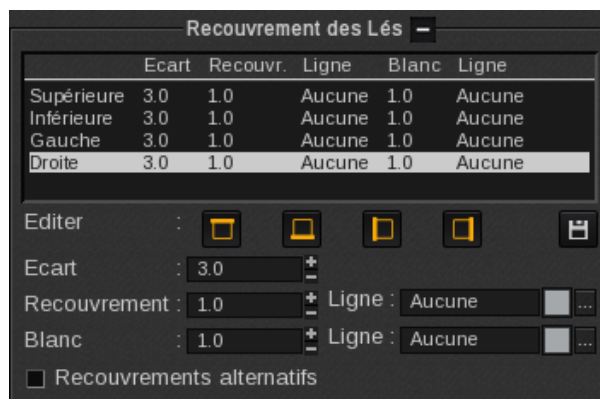 Recouvrement des Lés
Ecart Recouvr. Ligne Blanc Ligne
Supérieure 3.0 1.0 Aucune 1.0 Aucune
Inférieure 3.0 1.0 Aucune 1.0 Aucune
Gauche 3.0 1.0 Aucune 1.0 Aucune
Droite 3.0 1.0 Aucune 1.0 Aucune
Editer :
Ecart : 3.0
Recouvrement : 1.0 Ligne : Aucune ...
Blanc : 1.0 Ligne : Aucune ...
Recouvrements alternatifs